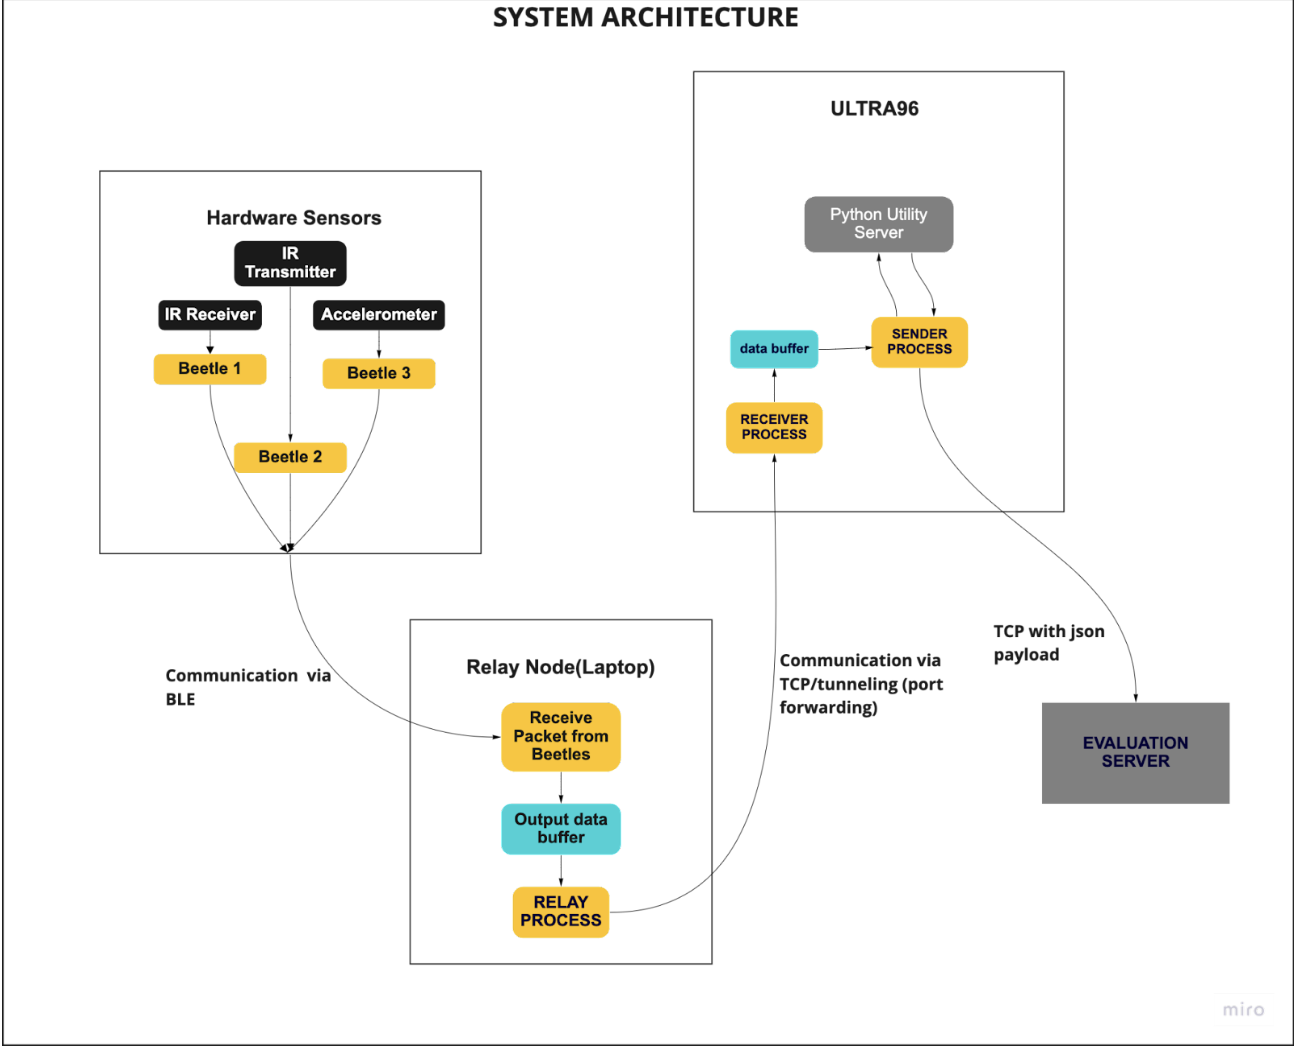 SYSTEM ARCHITECTURE
ULTRA96
Python Utility
Server
SENDER
PROCESS
data buffer
RECEIVER
PROCESS
Hardware Sensors
IR
Transmitter
IR Receiver
Accelerometer
Beetle 1
Beetle 3
Beetle 2
Communication via
BLE
Relay Node(Laptop)
Receive
Packet from
Beetles
Output data
buffer
RELAY
PROCESS
Communication via
TCP/tunneling (port
forwarding)
TCP with json
payload
EVALUATION
SERVER
miro